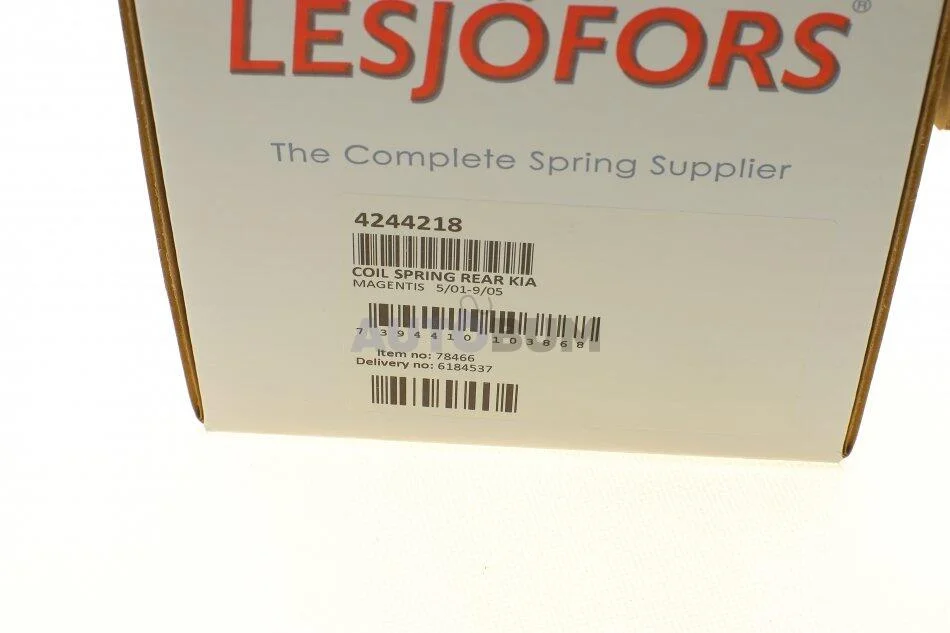 LESJÖFORS®
The Complete Spring Supplier
4244218
COIL SPRING REAR KIA
MAGENTIS 5/01-9/05
AUTOBUM
7 394410 103868
Item no: 78466
Delivery no: 6184537